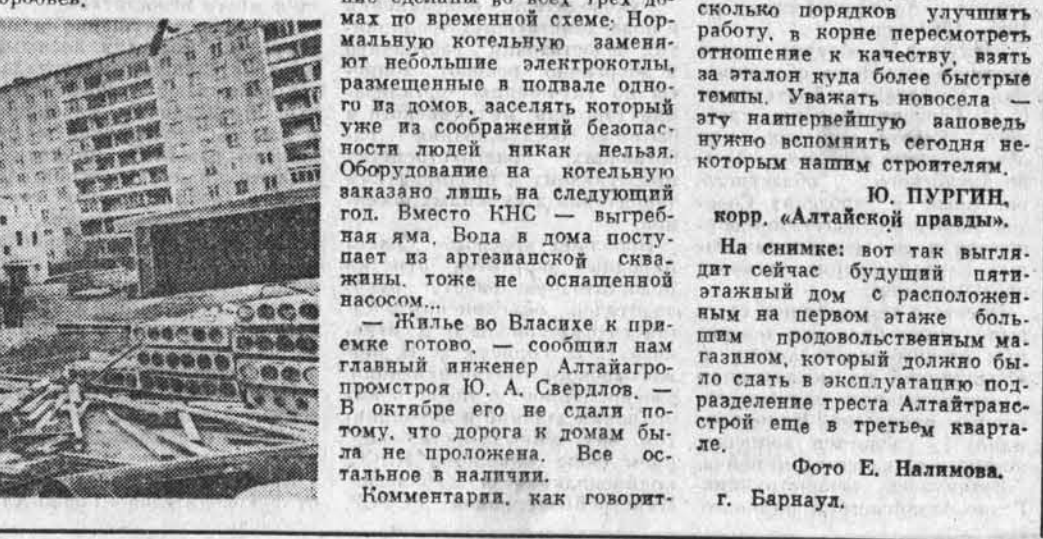 мах по временной схеме. Нор-
мальную котельную заменя-
ют небольшие электрокотлы,
размещенные в подвале одно-
го из домов, заселять который
уже из соображений безопас-
ности людей никак нельзя.
Оборудование на котельную
заказано лишь на следующий
год. Вместо КНС — выгреб-
ная яма. Вода в дома посту-
пает из артезианской сква-
жины, тоже не оснащенной
насосом...
— Жилье во Власихе к при-
емке готово, — сообщил нам
главный инженер Алтайагро-
промстроя Ю. А. Свердлов. —
В октябре его не сдали по-
тому, что дорога к домам бы-
ла не проложена. Все ос-
тальное в наличии.
Комментарии, как говорит-
сколько порядков улучшить
работу, в корне пересмотреть
отношение к качеству, взять
за эталон куда более быстрые
темпы. Уважать новосела —
эту наипервейшую заповедь
нужно вспомнить сегодня не-
которым нашим строителям.
Ю. ПУРГИН,
корр. «Алтайской правды».
На снимке: вот так выгля-
дит сейчас будущий пяти-
этажный дом с расположен-
ным на первом этаже боль-
шим продовольственным ма-
газином, который должно бы-
ло сдать в эксплуатацию под-
разделение треста Алтайтранс-
строй еще в третьем кварта-
ле.
Фото Е. Налимова.
г. Барнаул.